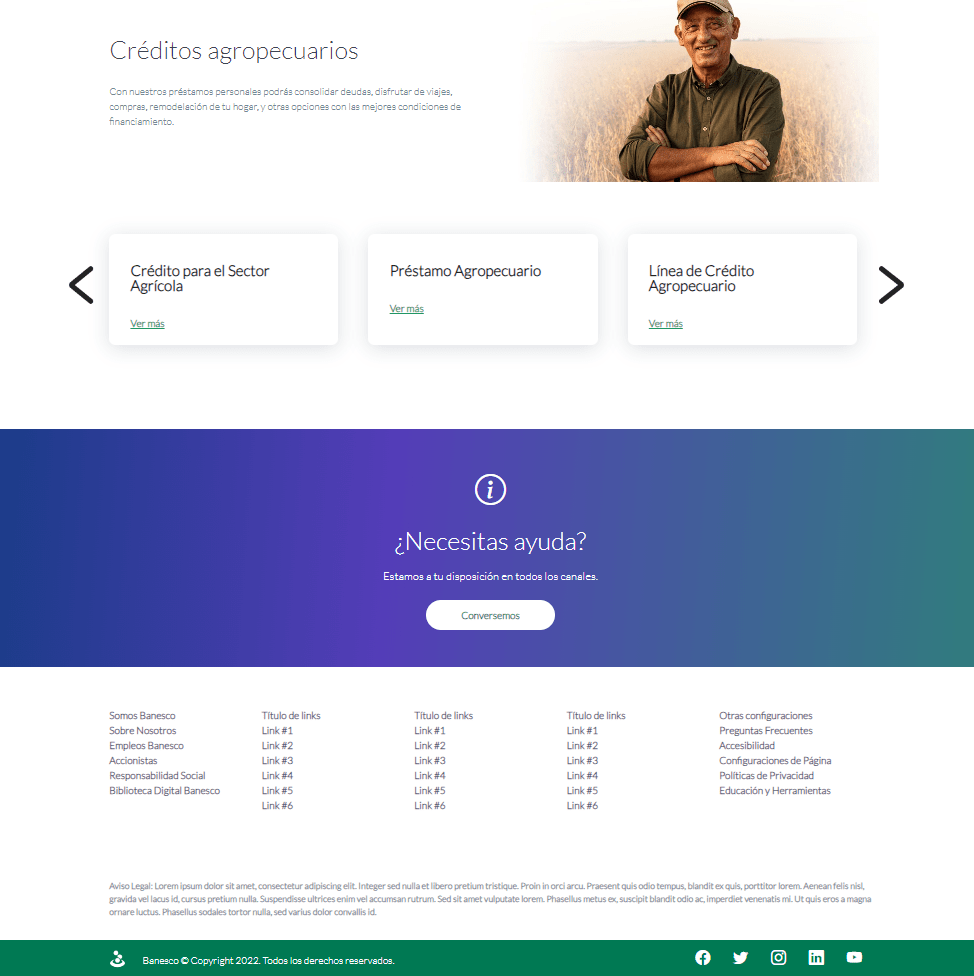 Créditos agropecuarios
Con nuestros préstamos personales podrás consolidar deudas, disfrutar de viajes,
compras, remodelación de tu hogar, y otras opciones con las mejores condiciones de
financiamiento.
Crédito para el Sector
Agrícola
Ver más
Préstamo Agropecuario
Ver más
Línea de Crédito
Agropecuario
Ver más
¿Necesitas ayuda?
Estamos a tu disposición en todos los canales.
Conversemos
Somos Banesco
Sobre Nosotros
Empleos Banesco
Accionistas
Responsabilidad Social
Biblioteca Digital Banesco
Título de links
Link #1
Link #2
Link #3
Link #4
Link #5
Link #6
Título de links
Link #1
Link #2
Link #3
Link #4
Link #5
Link #6
Título de links
Link #1
Link #2
Link #3
Link #4
Link #5
Link #6
Otras configuraciones
Preguntas Frecuentes
Accesibilidad
Configuraciones de Página
Políticas de Privacidad
Educación y Herramientas
Aviso Legal: Lorem ipsum dolor sit amet, consectetur adipiscing elit. Integer sed nulla et libero pretium tristique. Proin in orci arcu. Praesent quis odio tempus, blandit ex quis, porttitor lorem. Aenean felis nisl,
gravida vel lacus id, cursus pretium nulla. Suspendisse ultrices enim vel accumsan rutrum. Sed sit amet vulputate lorem. Phasellus metus ex, suscipit blandit odio ac, imperdiet venenatis mi. Ut quis eros a magna
ornare luctus. Phasellus sodales tortor nulla, sed varius dolor convallis id.
Banesco © Copyright 2022. Todos los derechos reservados.